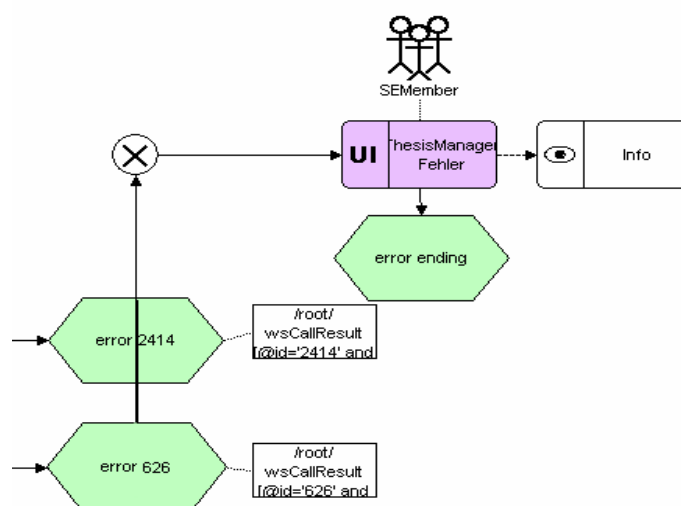 SEMember
UI
ThesisManager
Fehler
Info
error ending
error 2414
/root/
wsCallResult
[@id='2414' and
error 626
/root/
wsCallResult
[@id='626' and